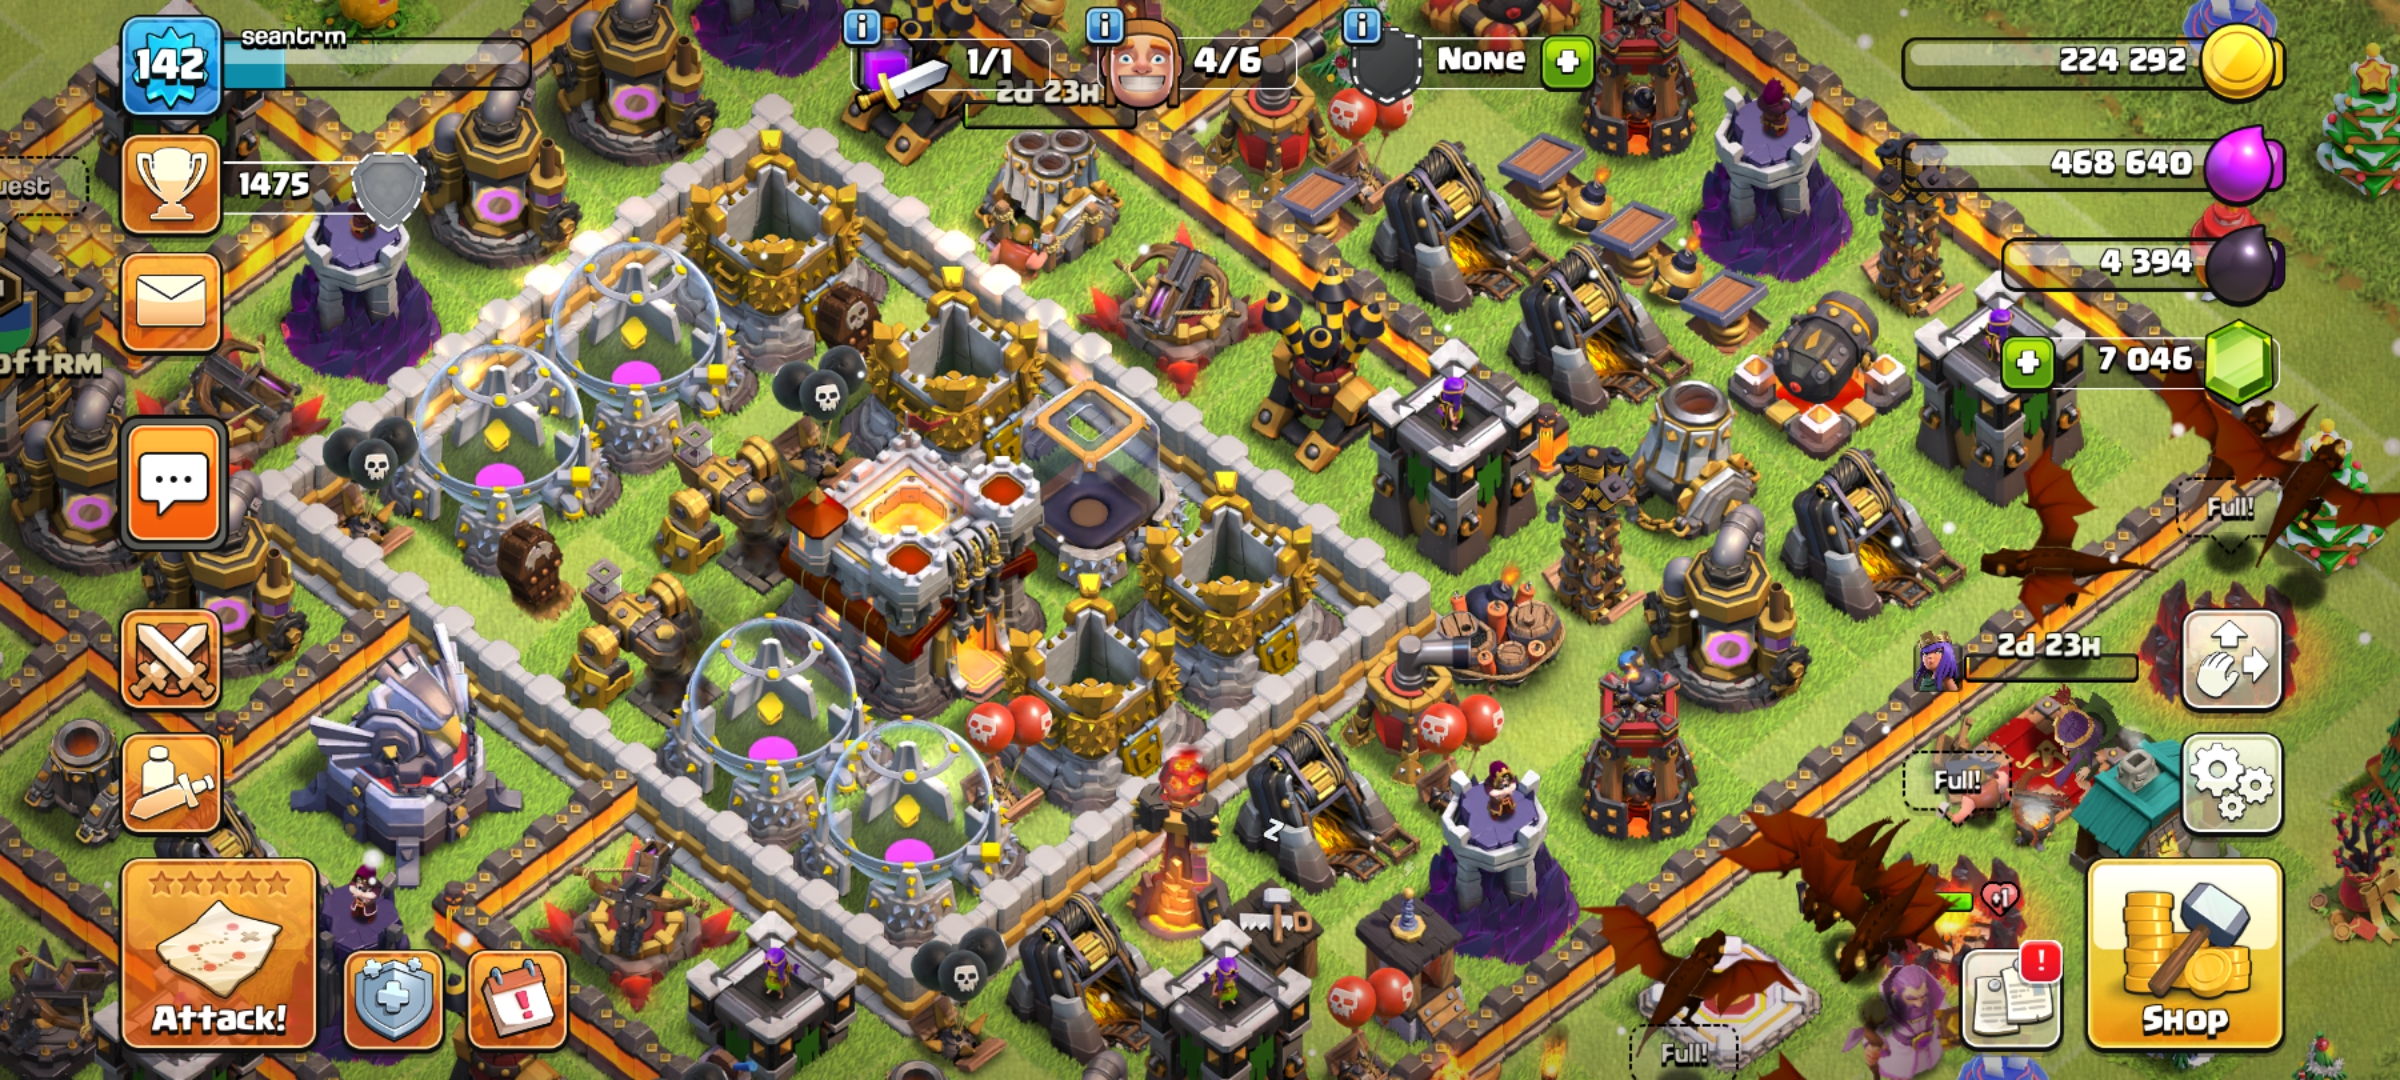 142
seantrm
1/1
2d 23H
4/6
None
224 292
1475
468 640
4 394
7 046
Full!
2d 23H
Full!
Z
+1
Attack!
Shop
Full!